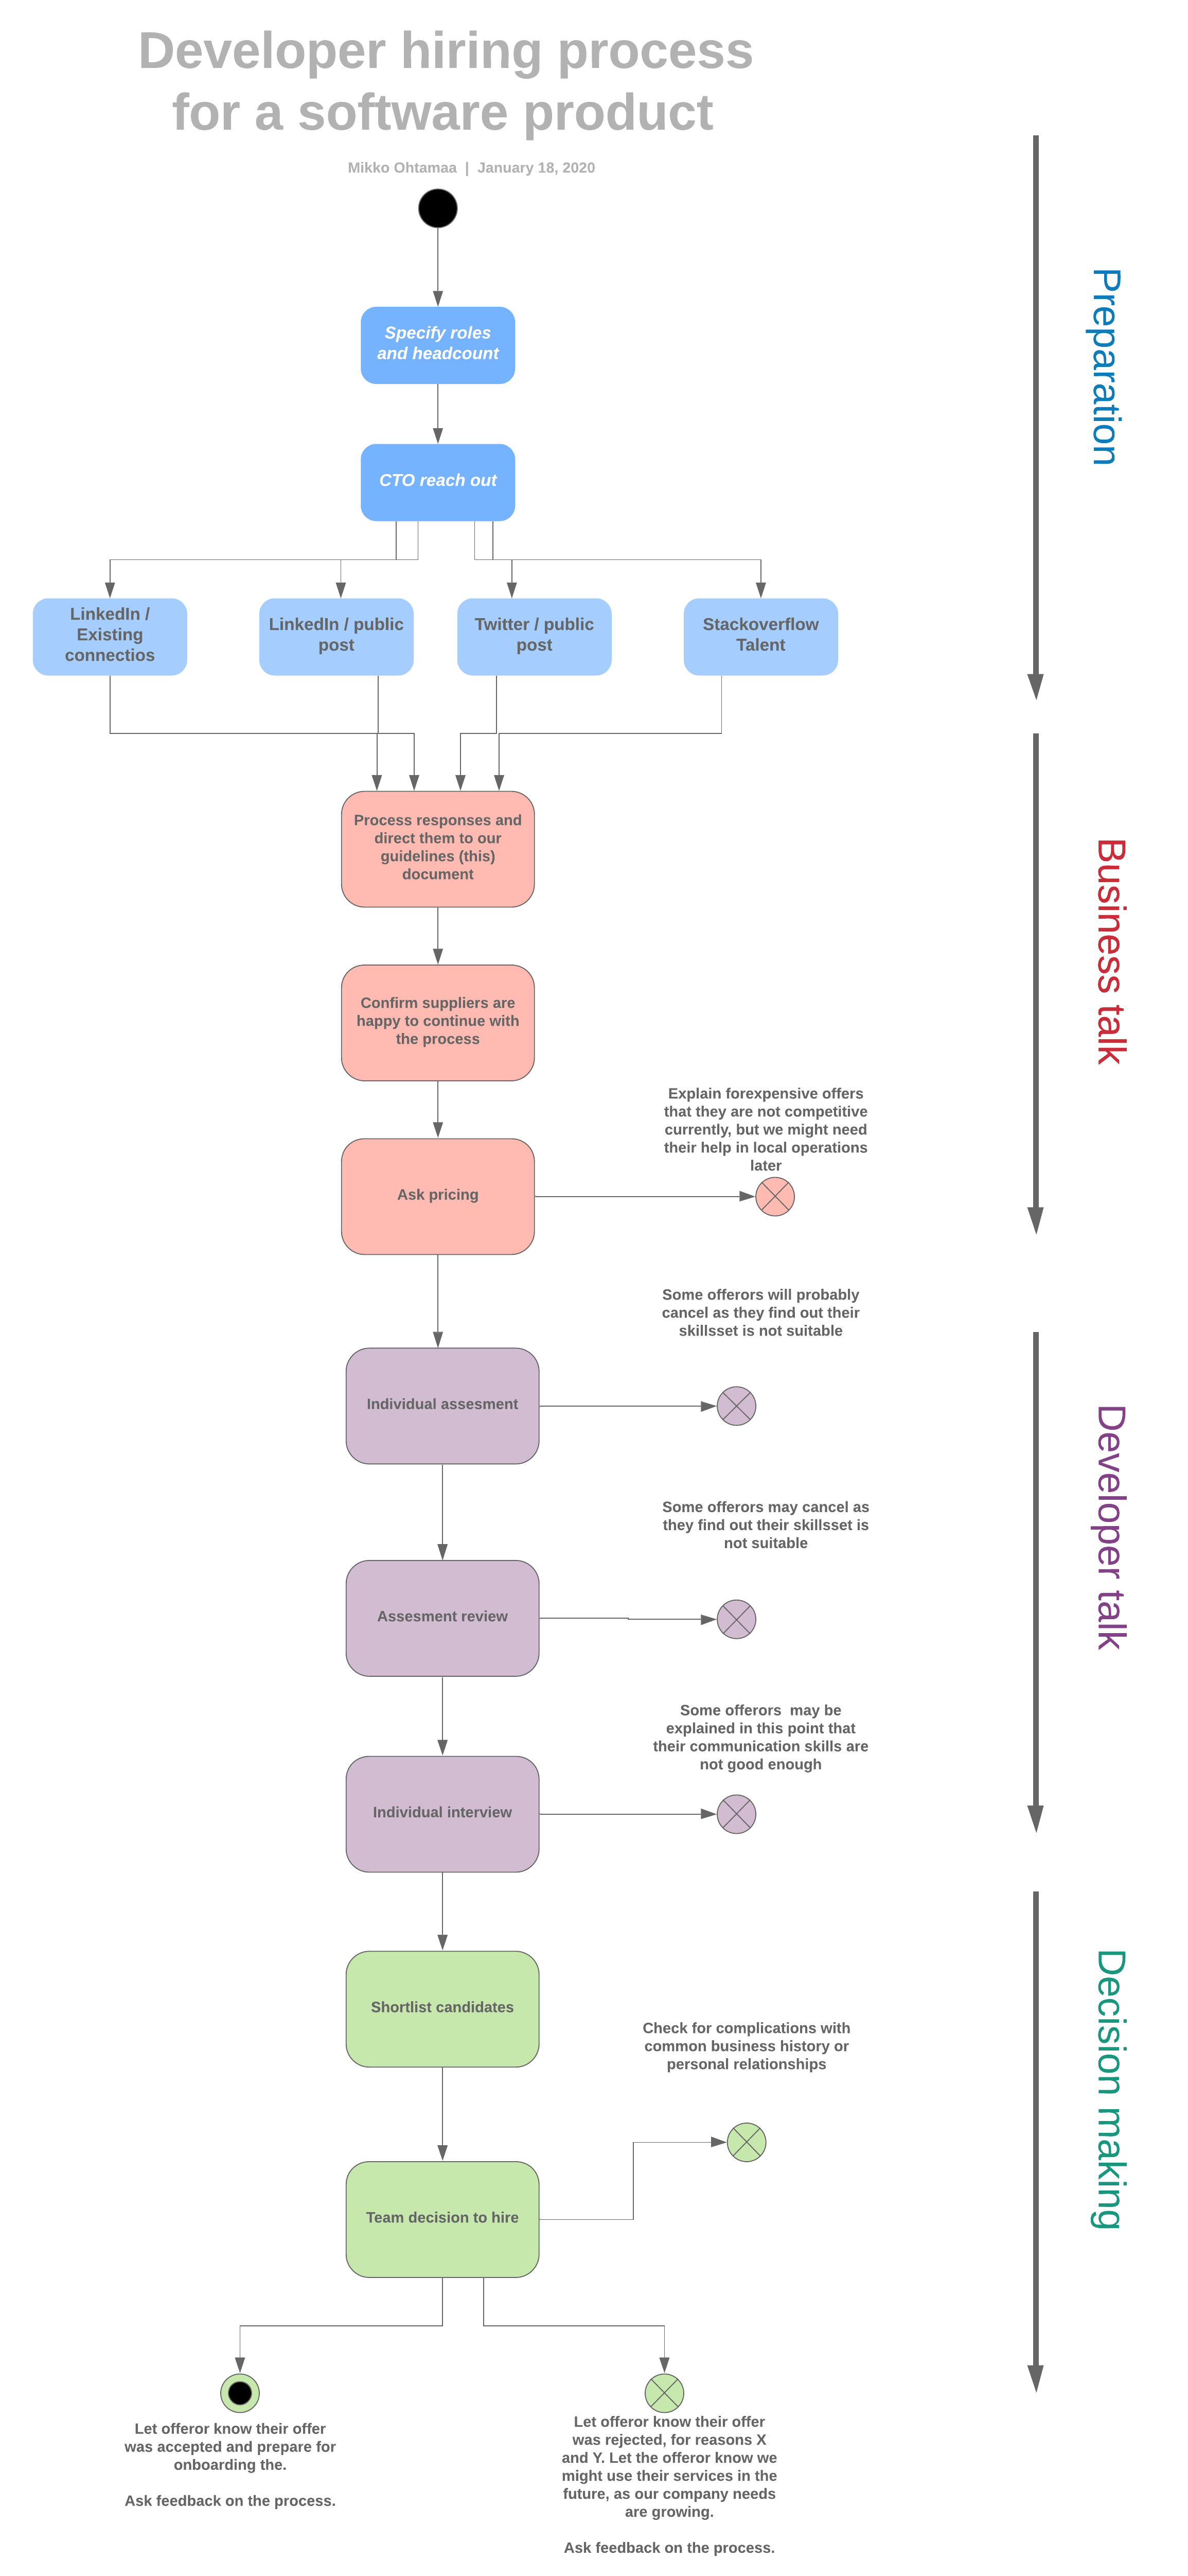 Developer hiring process
for a software product
Mikko Ohtamaa | January 18, 2020
Preparation
Specify roles
and headcount
CTO reach out
LinkedIn /
Existing
connectios
LinkedIn / public
post
Twitter / public
post
Stackoverflow
Talent
Business talk
Process responses and
direct them to our
guidelines (this)
document
Confirm suppliers are
happy to continue with
the process
Explain forexpensive offers
that they are not competitive
currently, but we might need
their help in local operations
later
Ask pricing
Developer talk
Some offerors will probably
cancel as they find out their
skillsset is not suitable
Individual assesment
Some offerors may cancel as
they find out their skillsset is
not suitable
Assesment review
Some offerors  may be
explained in this point that
their communication skills are
not good enough
Individual interview
Decision making
Shortlist candidates
Check for complications with
common business history or
personal relationships
Team decision to hire
Let offeror know their offer
was accepted and prepare for
onboarding the.
Ask feedback on the process.
Let offeror know their offer
was rejected, for reasons X
and Y. Let the offeror know we
might use their services in the
future, as our company needs
are growing.
Ask feedback on the process.